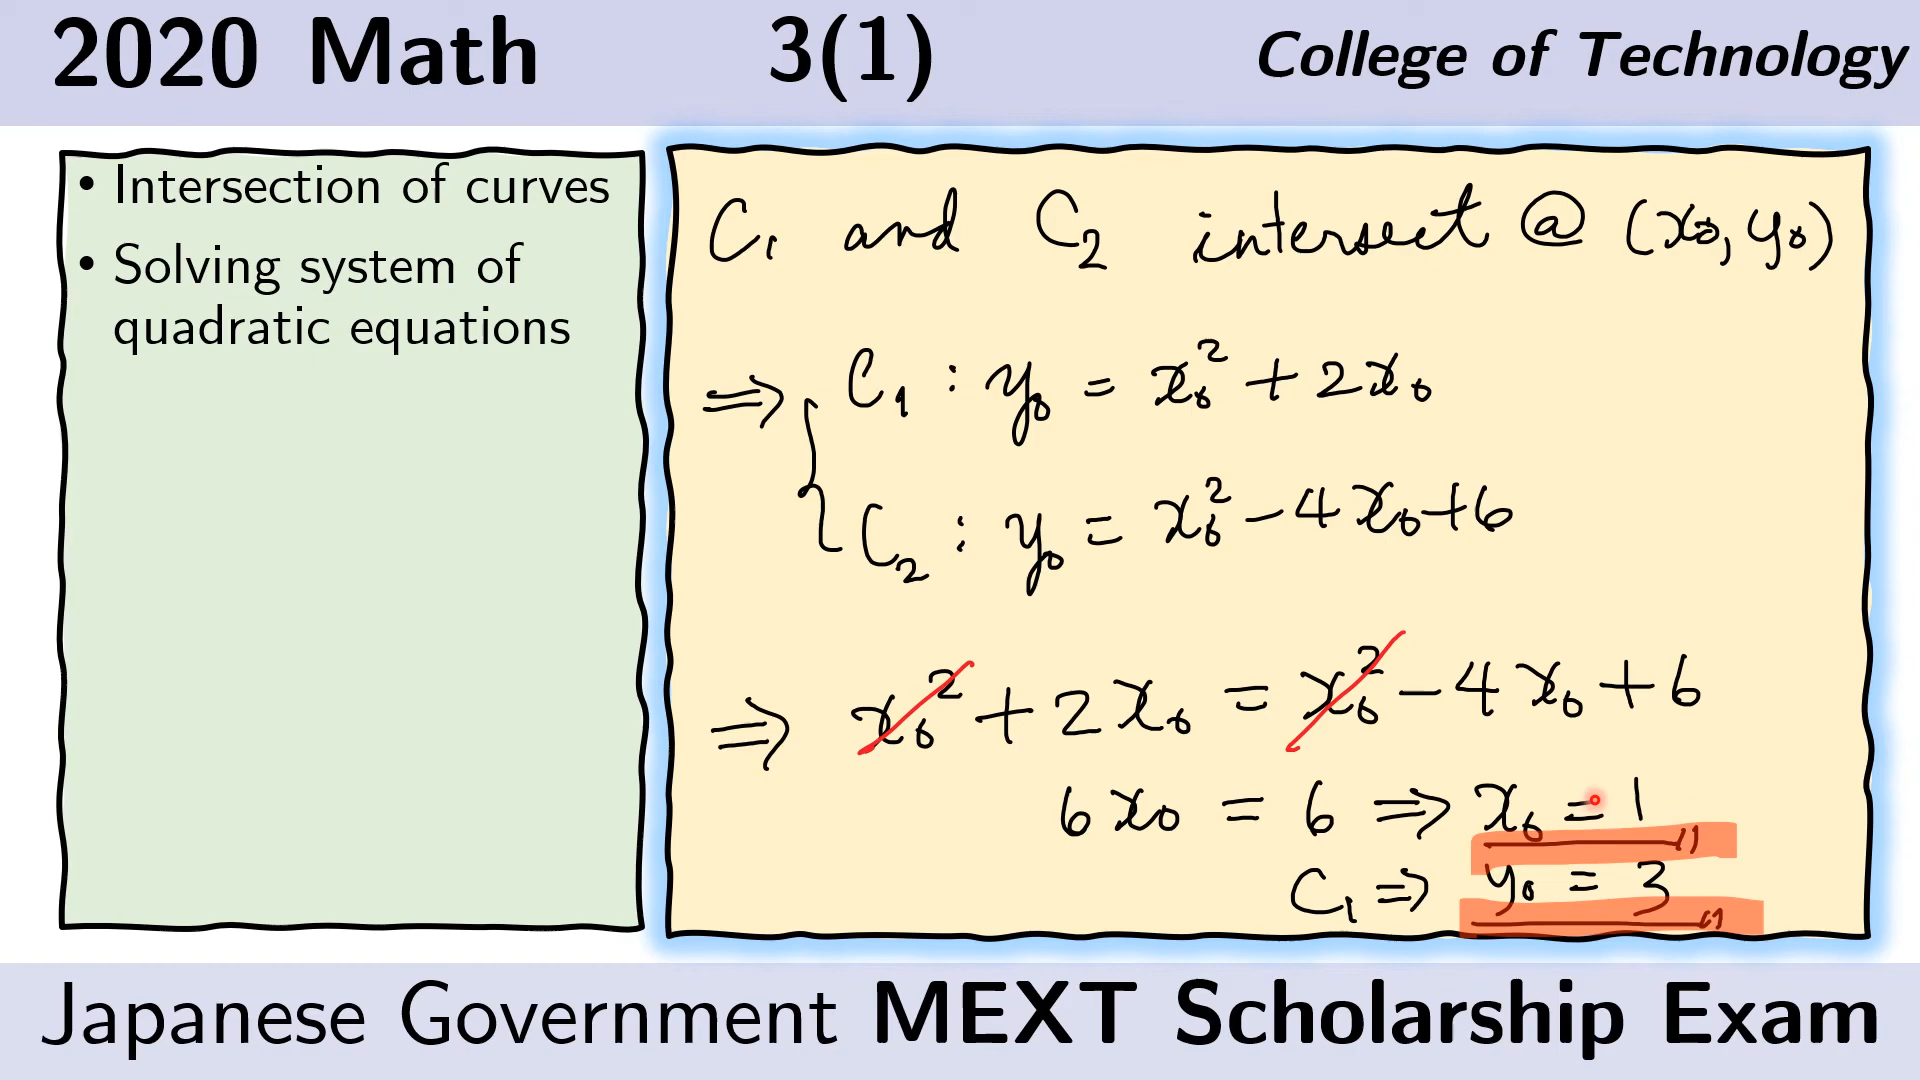 2020 Math 3(1) College of Technology
• Intersection of curves
• Solving system of
quadratic equations
C₁ and C₂ intersect @ (x₀, y₀)
⇒ { C₁ : y₀ = x₀² + 2x₀
C₂ : y₀ = x₀² - 4x₀ + 6
⇒ x₀² + 2x₀ = x₀² - 4x₀ + 6
6x₀ = 6 ⇒ x₀ = 1
C₁ ⇒ y₀ = 3
Japanese Government MEXT Scholarship Exam